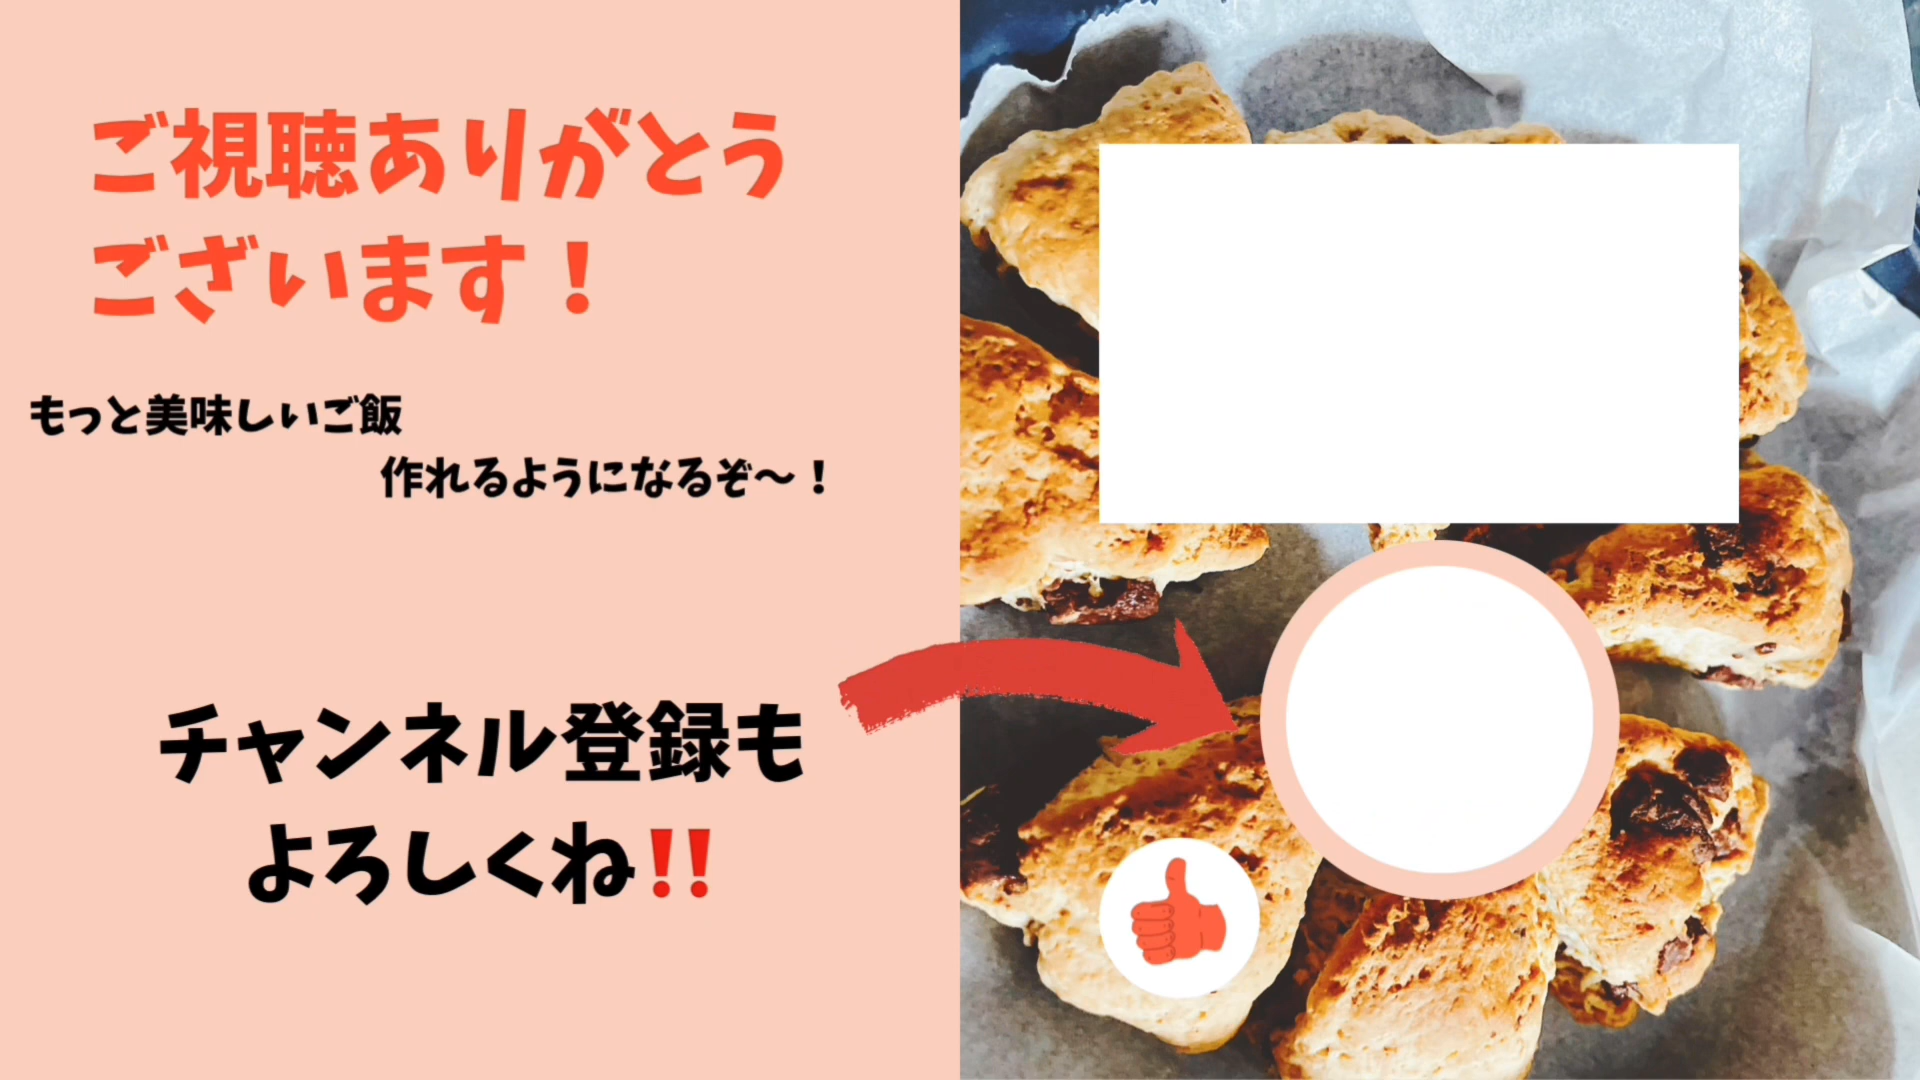 ご視聴ありがとう
ございます！
もっと美味しいご飯
作れるようになるぞ〜！
チャンネル登録も
よろしくね‼️